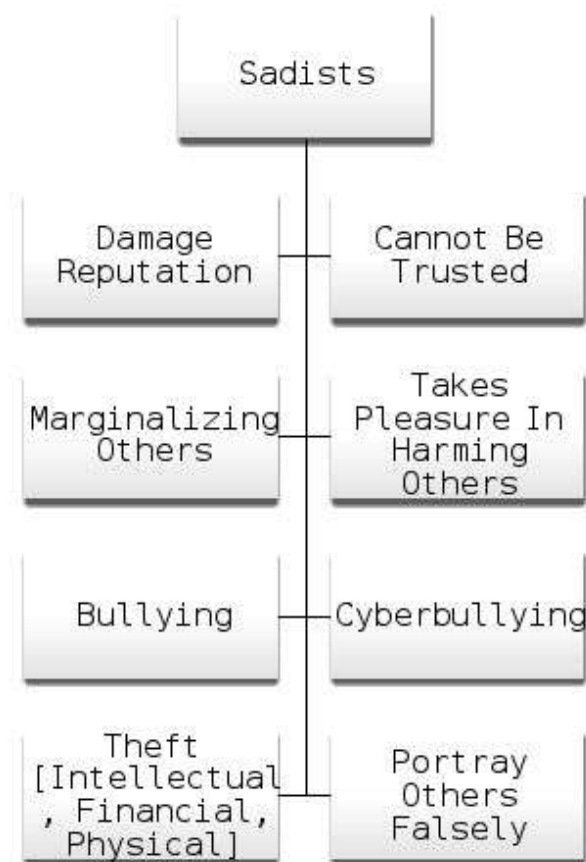 Sadists
Damage
Reputation
Cannot Be
Trusted
Marginalizing
Others
Takes
Pleasure In
Harming
Others
Bullying
Cyberbullying
Theft
[Intellectual
, Financial,
Physical]
Portray
Others
Falsely